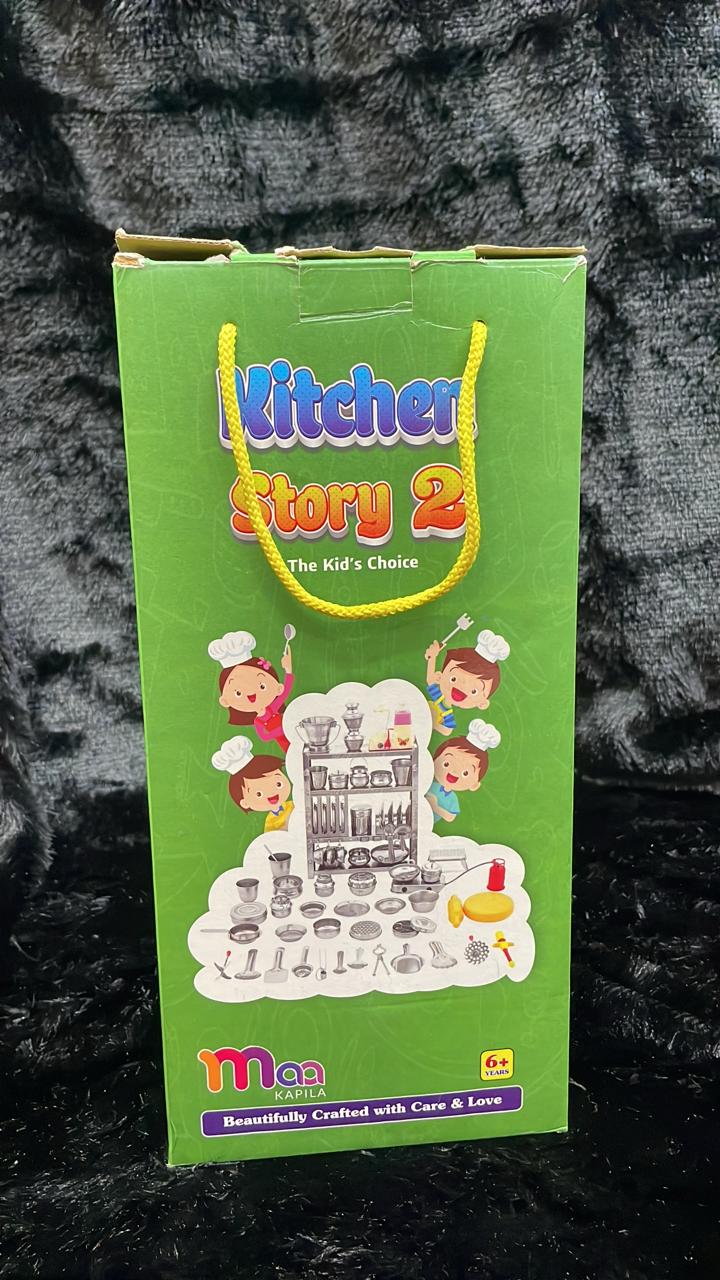 Kitchen
Story 2
The Kid's Choice
maa
KAPILA
6+
YEARS
Beautifully Crafted with Care & Love